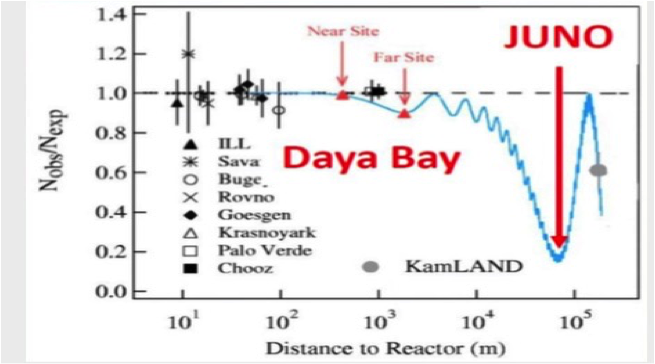 JUNO
Near Site
Far Site
Daya Bay
Nobs/Nexp
1.4
1.2
1.0
0.8
0.6
0.4
0.2
0.0
ILL
Sava
Buge
Rovno
Goesgen
Krasnoyark
Palo Verde
Chooz
KamLAND
10¹ 10² 10³ 10⁴ 10⁵
Distance to Reactor (m)